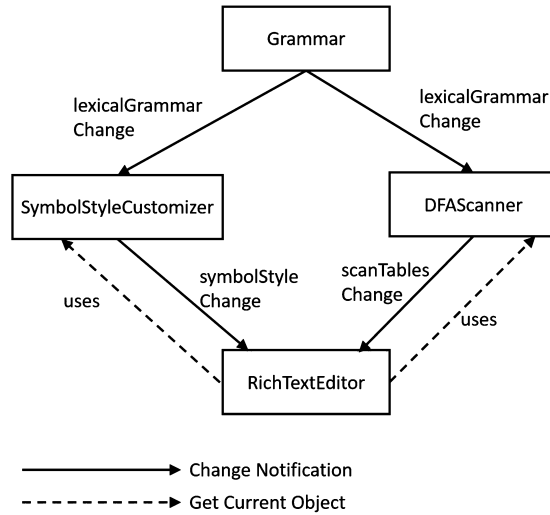 Grammar
lexicalGrammar
Change
lexicalGrammar
Change
SymbolStyleCustomizer
DFAScanner
symbolStyle
Change
scanTables
Change
uses
uses
RichTextEditor
Change Notification
Get Current Object